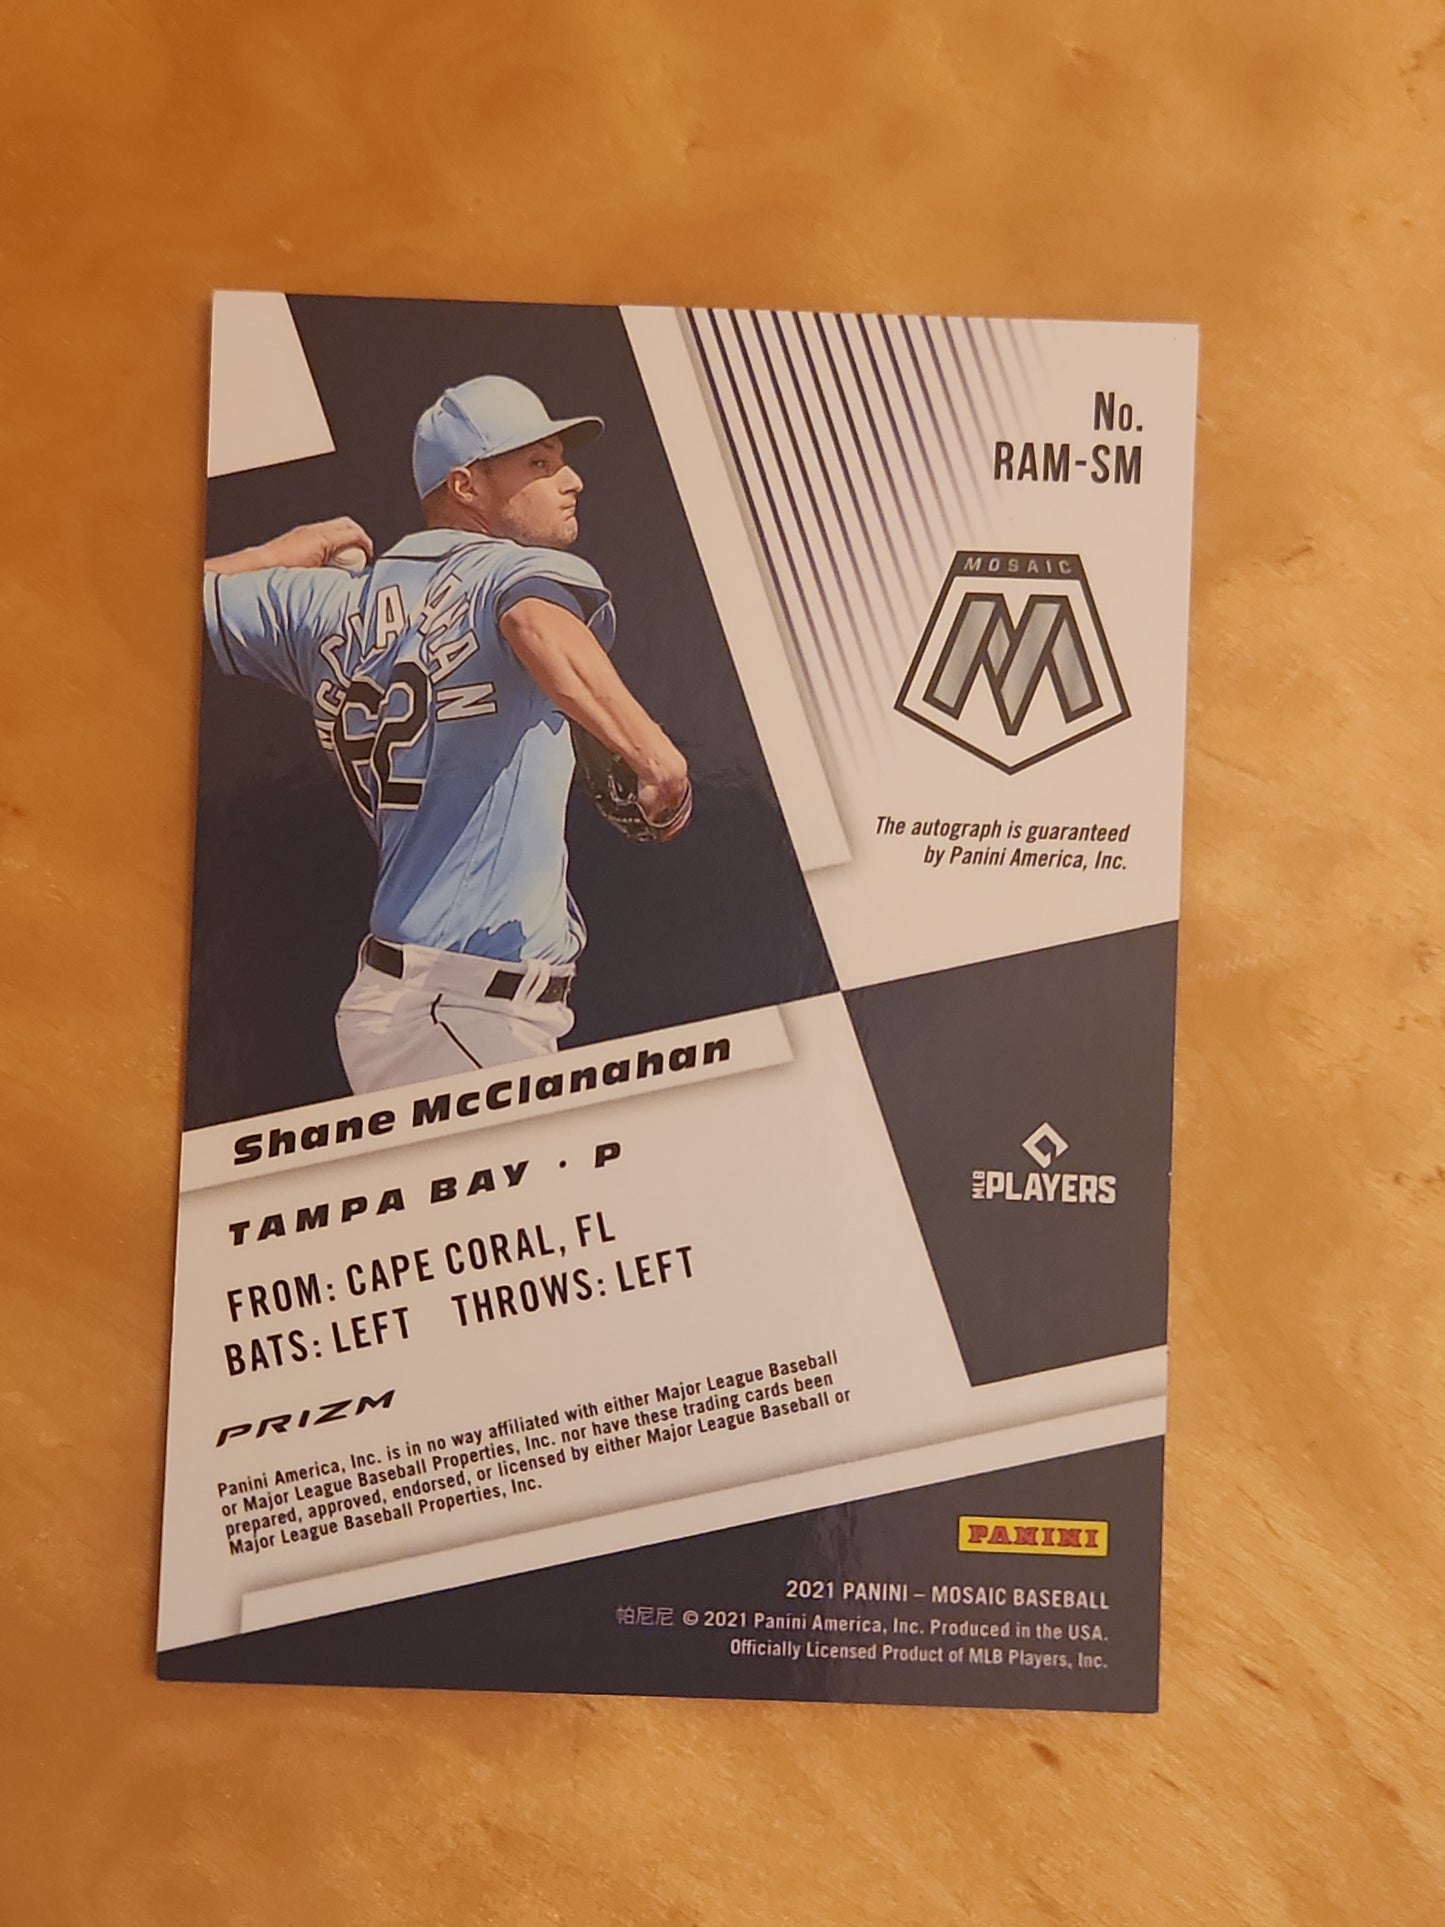 No.
RAM-SM
MOSAIC
M
MCCLANAHAN
62
The autograph is guaranteed
by Panini America, Inc.
Shane McClanahan
TAMPA BAY · P
FROM: CAPE CORAL, FL
BATS: LEFT THROWS: LEFT
MLB PLAYERS
PRIZM
Panini America, Inc. is in no way affiliated with either Major League Baseball
or Major League Baseball Properties, Inc. nor have these trading cards been
prepared, approved, endorsed, or licensed by either Major League Baseball or
Major League Baseball Properties, Inc.
PANINI
2021 PANINI – MOSAIC BASEBALL
帕尼尼 © 2021 Panini America, Inc. Produced in the USA.
Officially Licensed Product of MLB Players, Inc.